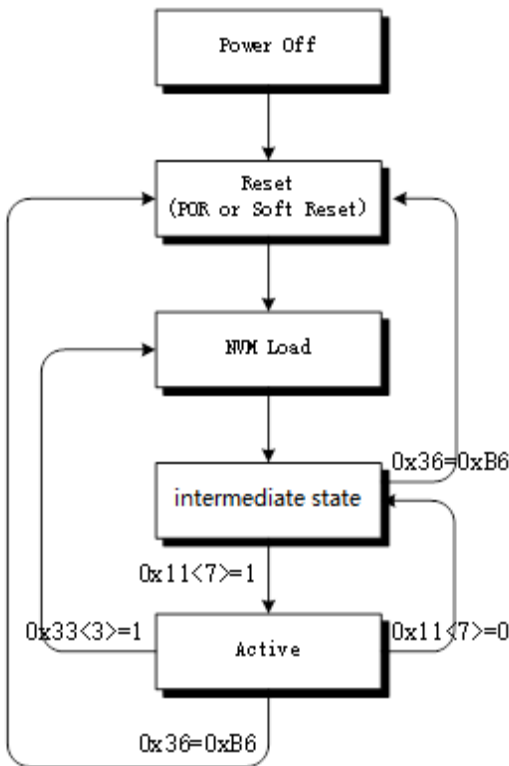 Power Off
Reset
(POR or Soft Reset)
NVM Load
0x36=0xB6
intermediate state
0x11<7>=1
0x33<3>=1
Active
0x11<7>=0
0x36=0xB6